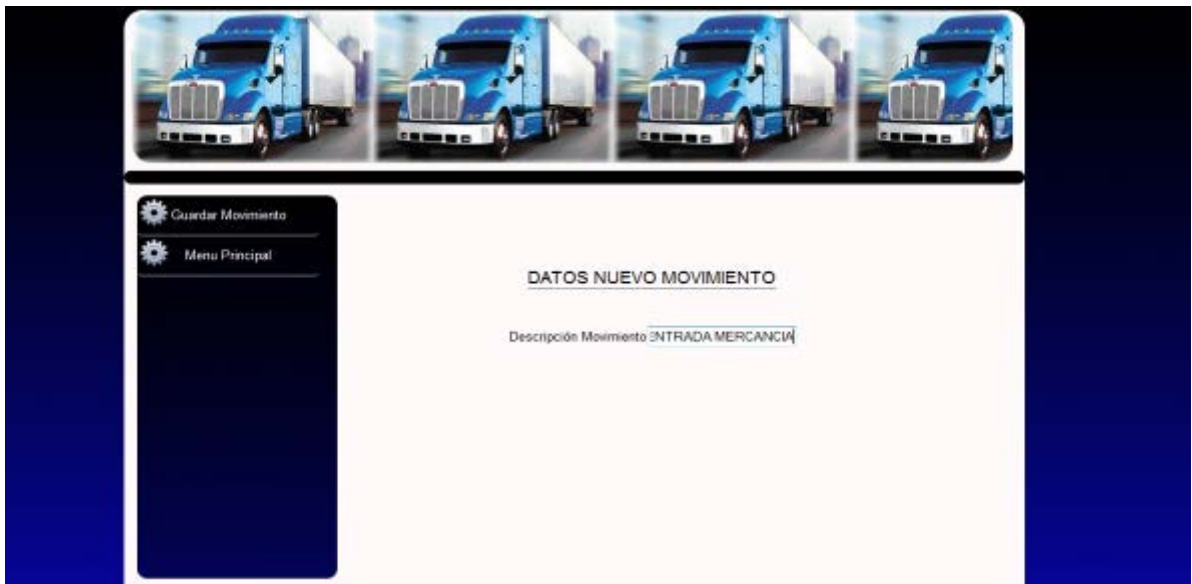 Guardar Movimiento
Menu Principal
DATOS NUEVO MOVIMIENTO
Descripción Movimiento ENTRADA MERCANCIA